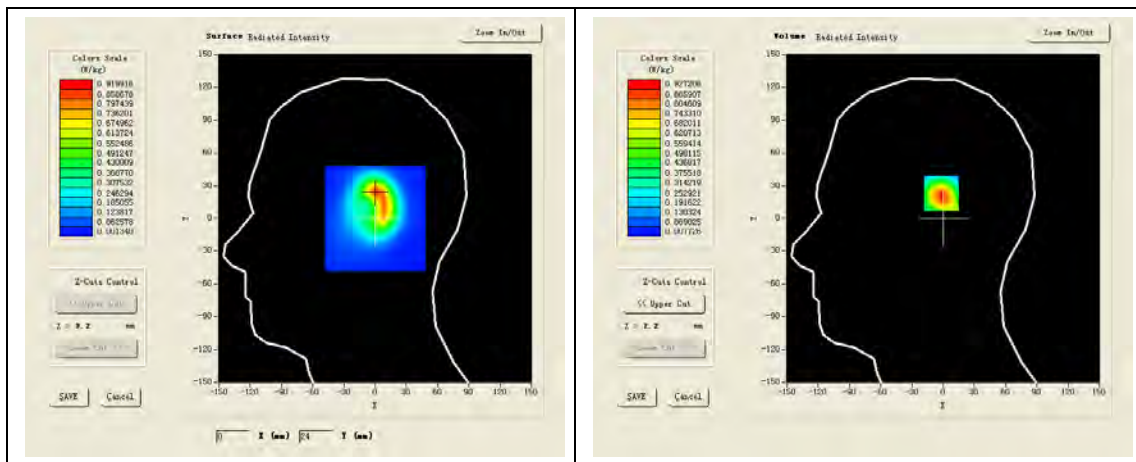 Surface Radiated Intensity
Zoom In/Out
Colors Scale
(W/kg)
0.919916
0.858678
0.797439
0.736201
0.674962
0.613724
0.552486
0.491247
0.430009
0.368770
0.307532
0.246294
0.185055
0.123817
0.062578
0.001340
150
120
90
60
30
0
-30
-60
-90
-120
-150
Y
-150 -120 -90 -60 -30 0 30 60 90 120 150
X
Z-Cuts Control
<< Upper Cut
mm
SAVE
Cancel
0 X (mm) 24 Y (mm)
Volume Radiated Intensity
Zoom In/Out
Colors Scale
(W/kg)
0.927206
0.865907
0.804609
0.743310
0.682011
0.620713
0.559414
0.498115
0.436817
0.375518
0.314219
0.252921
0.191622
0.130324
0.069025
0.007726
150
120
90
60
30
0
-30
-60
-90
-120
-150
Y
-150 -120 -90 -60 -30 0 30 60 90 120 150
X
Z-Cuts Control
<< Upper Cut
mm
SAVE
Cancel